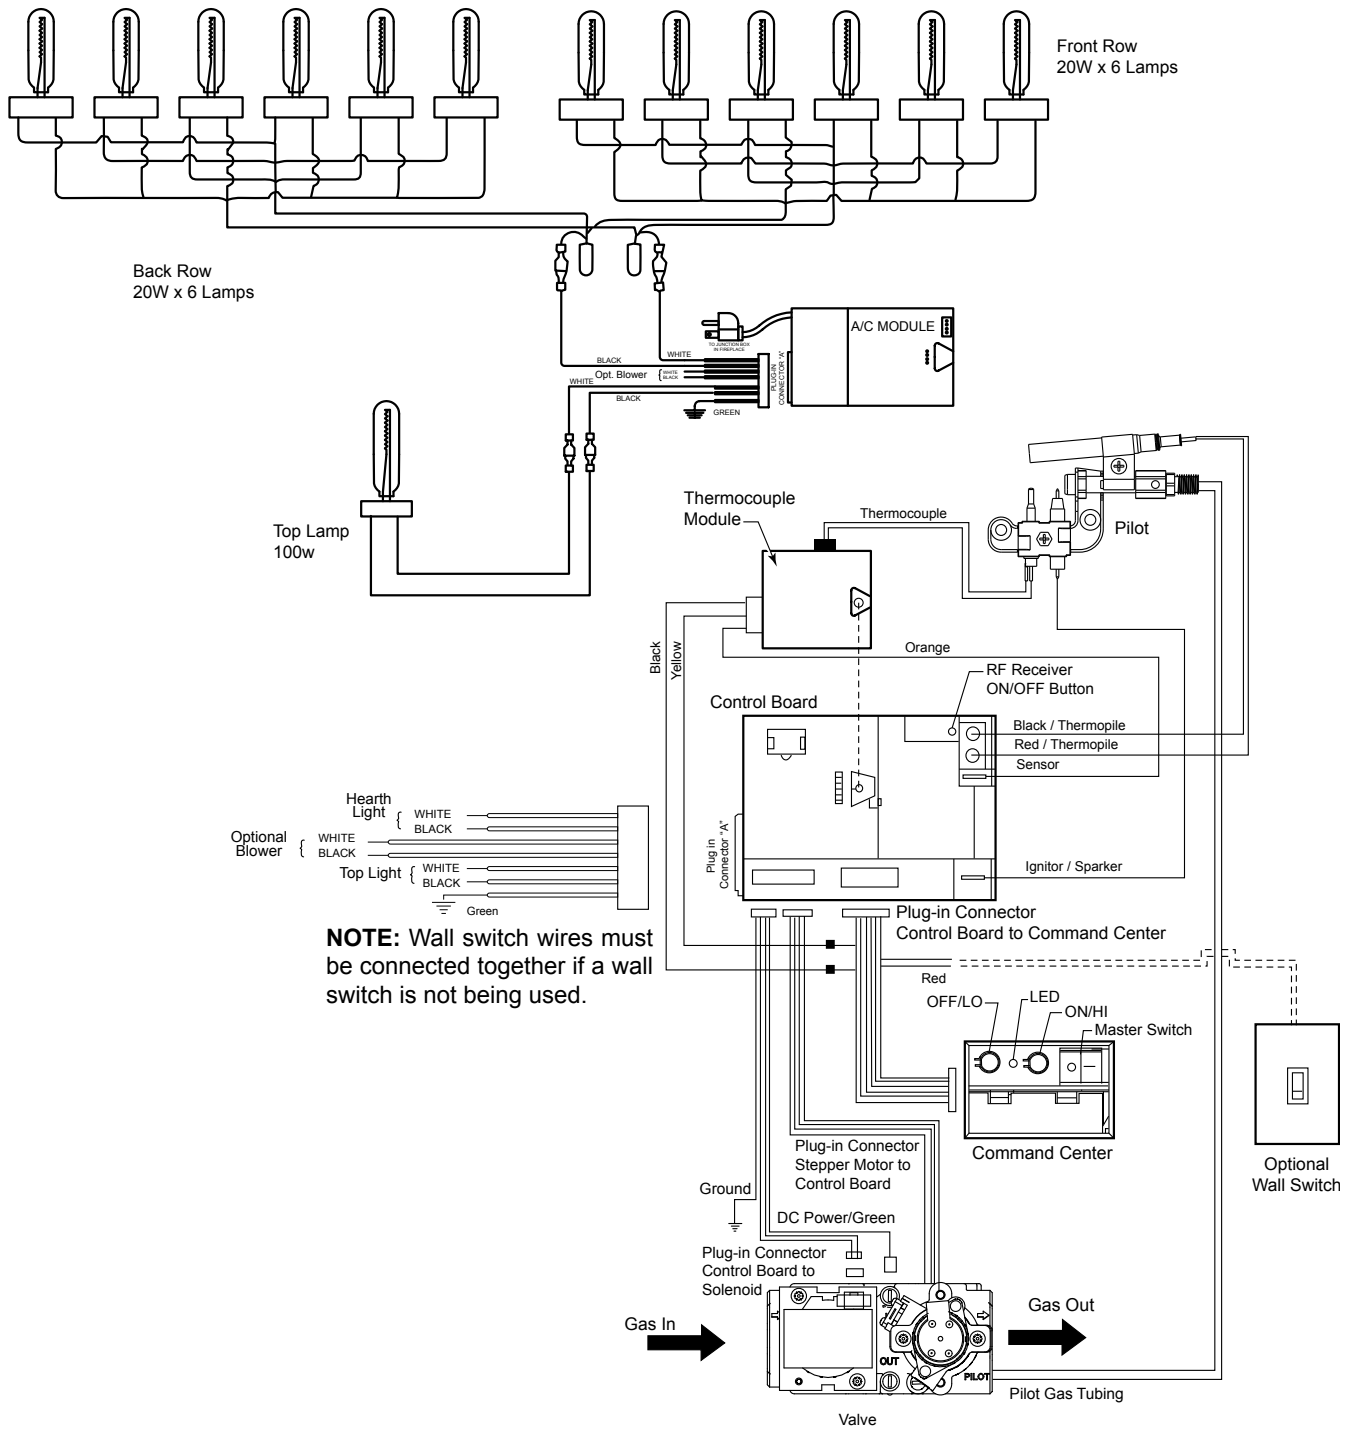 Front Row
20W x 6 Lamps
Back Row
20W x 6 Lamps
A/C MODULE
TO JUNCTION BOX
IN FIREPLACE
PLUG-IN
CONNECTOR "A"
WHITE
BLACK
Opt. Blower
WHITE
BLACK
WHITE
BLACK
GREEN
Top Lamp
100w
Thermocouple
Module
Thermocouple
Pilot
Black
Yellow
Orange
RF Receiver
ON/OFF Button
Control Board
Black / Thermopile
Red / Thermopile
Sensor
Hearth
Light
WHITE
BLACK
Optional
Blower
WHITE
BLACK
Top Light
WHITE
BLACK
Green
Plug in
Connector "A"
Ignitor / Sparker
Plug-in Connector
Control Board to Command Center
NOTE: Wall switch wires must
be connected together if a wall
switch is not being used.
Red
OFF/LO
LED
ON/HI
Master Switch
Command Center
Optional
Wall Switch
Plug-in Connector
Stepper Motor to
Control Board
Ground
DC Power/Green
Plug-in Connector
Control Board to
Solenoid
Gas In
Gas Out
OUT
PILOT
Pilot Gas Tubing
Valve